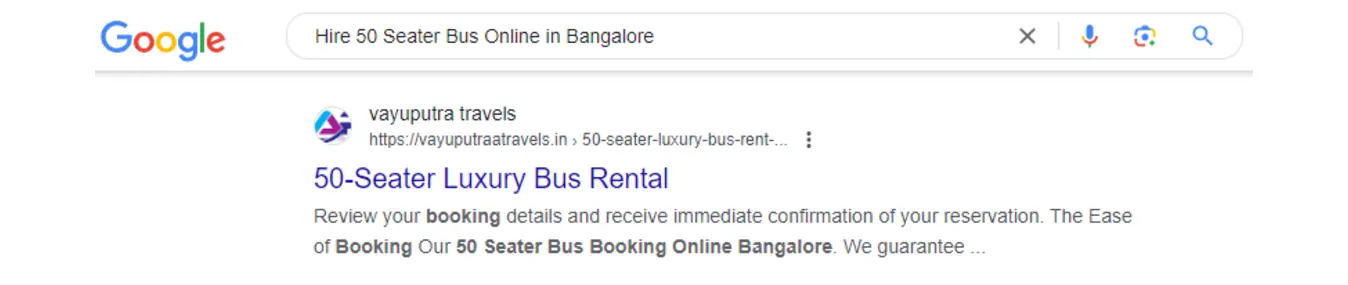 Google
Hire 50 Seater Bus Online in Bangalore
vayuputra travels
https://vayuputraatravels.in › 50-seater-luxury-bus-rent-...
50-Seater Luxury Bus Rental
Review your booking details and receive immediate confirmation of your reservation. The Ease
of Booking Our 50 Seater Bus Booking Online Bangalore. We guarantee ...